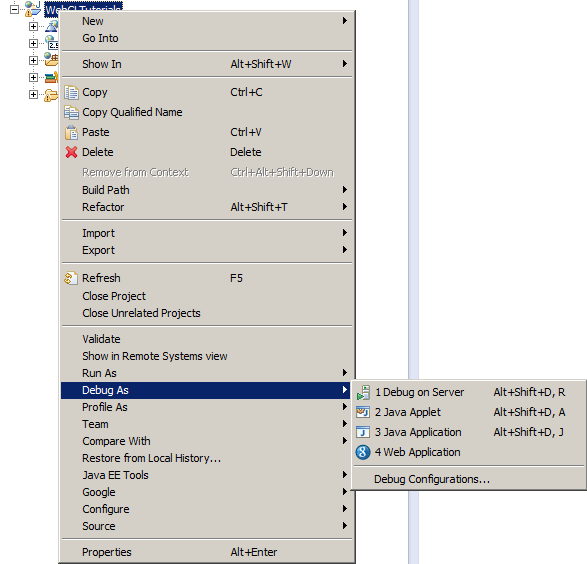 WebGLTutorials
New
Go Into
Show In Alt+Shift+W
Copy Ctrl+C
Copy Qualified Name
Paste Ctrl+V
Delete Delete
Remove from Context Ctrl+Alt+Shift+Down
Build Path
Refactor Alt+Shift+T
Import
Export
Refresh F5
Close Project
Close Unrelated Projects
Validate
Show in Remote Systems view
Run As
Debug As
1 Debug on Server Alt+Shift+D, R
Profile As
2 Java Applet Alt+Shift+D, A
Team
3 Java Application Alt+Shift+D, J
Compare With
4 Web Application
Restore from Local History...
Java EE Tools
Debug Configurations...
Google
Configure
Source
Properties Alt+Enter